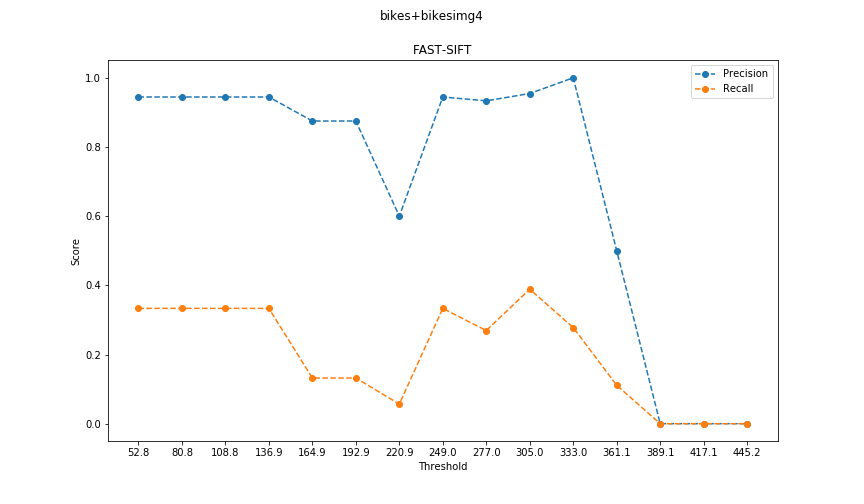 bikes+bikesimg4
FAST-SIFT
Precision
Recall
Score
1.0
0.8
0.6
0.4
0.2
0.0
52.8 80.8 108.8 136.9 164.9 192.9 220.9 249.0 277.0 305.0 333.0 361.1 389.1 417.1 445.2
Threshold